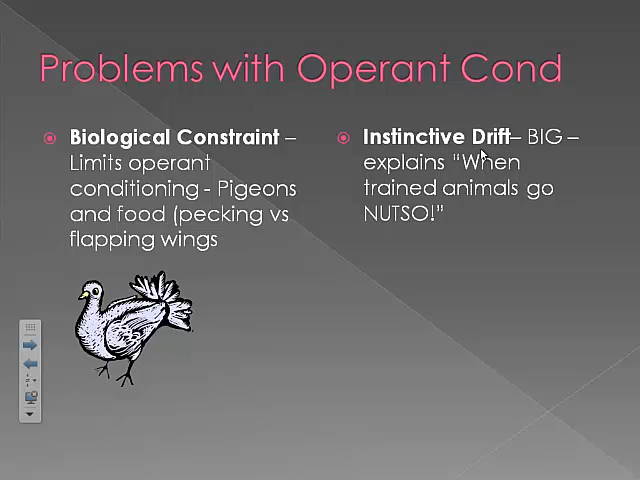 Problems with Operant Cond
Biological Constraint –
Limits operant
conditioning - Pigeons
and food (pecking vs
flapping wings
Instinctive Drift– BIG –
explains “When
trained animals go
NUTSO!”